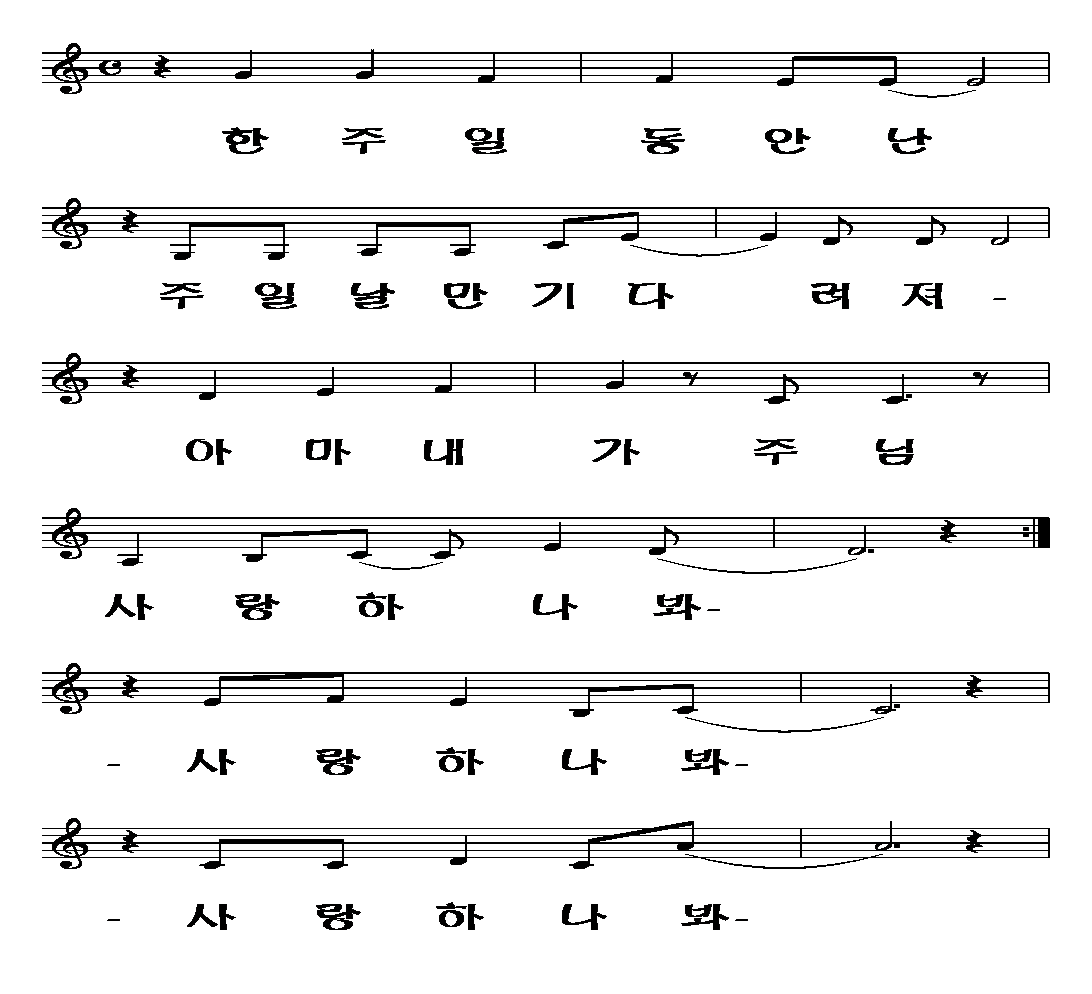 한 주 일 동 안 난
주 일 날 만 기 다 려 져 -
아 마 내 가 주 님
사 랑 하 나 봐-
- 사 랑 하 나 봐-
- 사 랑 하 나 봐-